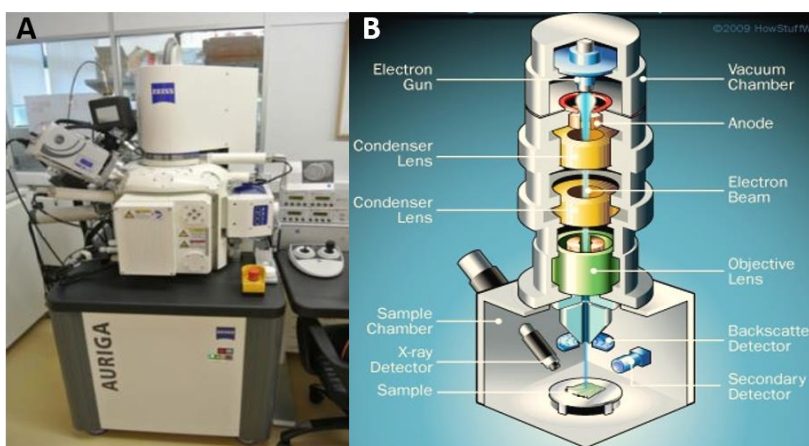 A
ZEISS
AURIGA
ZEISS
B
©2009 HowStuffW
Electron
Gun
Vacuum
Chamber
Anode
Condenser
Lens
Electron
Beam
Condenser
Lens
Objective
Lens
Sample
Chamber
X-ray
Detector
Sample
Backscatte
Detector
Secondary
Detector